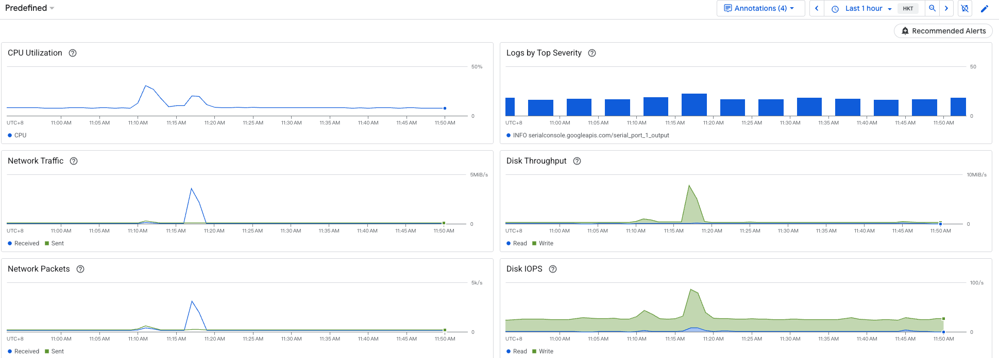 Predefined
Annotations (4)
Last 1 hour
HKT
Recommended Alerts
CPU Utilization
50%
0
UTC+8 11:00 AM 11:05 AM 11:10 AM 11:15 AM 11:20 AM 11:25 AM 11:30 AM 11:35 AM 11:40 AM 11:45 AM 11:50 AM
CPU
Logs by Top Severity
50
0
UTC+8 11:00 AM 11:05 AM 11:10 AM 11:15 AM 11:20 AM 11:25 AM 11:30 AM 11:35 AM 11:40 AM 11:45 AM 11:50 AM
INFO serialconsole.googleapis.com/serial_port_1_output
Network Traffic
5MiB/s
0
UTC+8 11:00 AM 11:05 AM 11:10 AM 11:15 AM 11:20 AM 11:25 AM 11:30 AM 11:35 AM 11:40 AM 11:45 AM 11:50 AM
Received Sent
Disk Throughput
10MiB/s
0
UTC+8 11:00 AM 11:05 AM 11:10 AM 11:15 AM 11:20 AM 11:25 AM 11:30 AM 11:35 AM 11:40 AM 11:45 AM 11:50 AM
Read Write
Network Packets
5k/s
0
UTC+8 11:00 AM 11:05 AM 11:10 AM 11:15 AM 11:20 AM 11:25 AM 11:30 AM 11:35 AM 11:40 AM 11:45 AM 11:50 AM
Received Sent
Disk IOPS
100/s
0
UTC+8 11:00 AM 11:05 AM 11:10 AM 11:15 AM 11:20 AM 11:25 AM 11:30 AM 11:35 AM 11:40 AM 11:45 AM 11:50 AM
Read Write